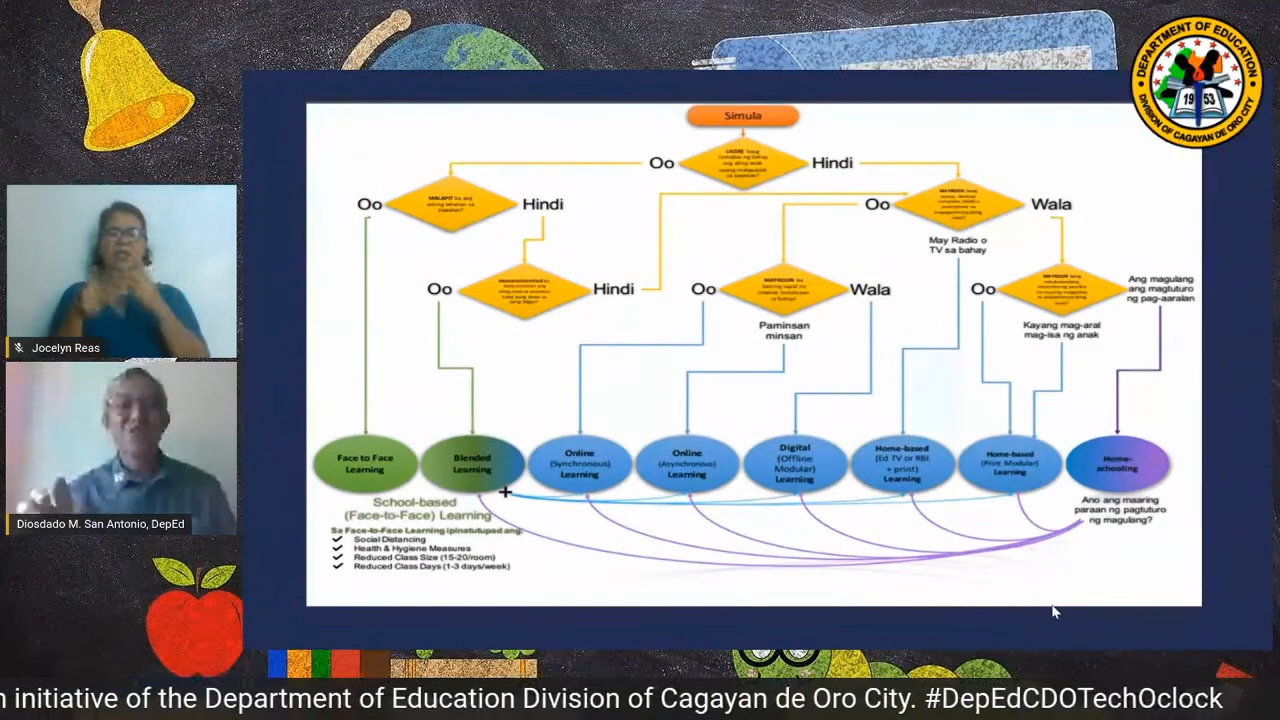 DEPARTMENT OF EDUCATION
DIVISION OF CAGAYAN DE ORO CITY
1953
Simula
Oo
Hindi
Oo
MALAPIT ba ang
Hindi
Oo
Wala
May Radio o
TV sa bahay
Oo
Hindi
Oo
Wala
Paminsan
minsan
Oo
Kayang mag-aral
mag-isa ng anak
Ang magulang
ang magtuturo
ng pag-aaralan
Face to Face
Learning
Blended
Learning
Online
(Synchronous)
Learning
Online
(Asynchronous)
Learning
Digital
(Offline
Modular)
Learning
Home-based
(Ed TV or RBI
+ print)
Learning
Home-based
(Print Modular)
Learning
Home-
schooling
+
School-based
(Face-to-Face) Learning
Sa Face-to-Face Learning ipinatutupad ang:
Social Distancing
Health & Hygiene Measures
Reduced Class Size (15-20/room)
Reduced Class Days (1-3 days/week)
Ano ang maaring
paraan ng pagtuturo
ng magulang?
Jocelyn Reas
Diosdado M. San Antonio, DepEd
n initiative of the Department of Education Division of Cagayan de Oro City. #DepEdCDOTechOclock